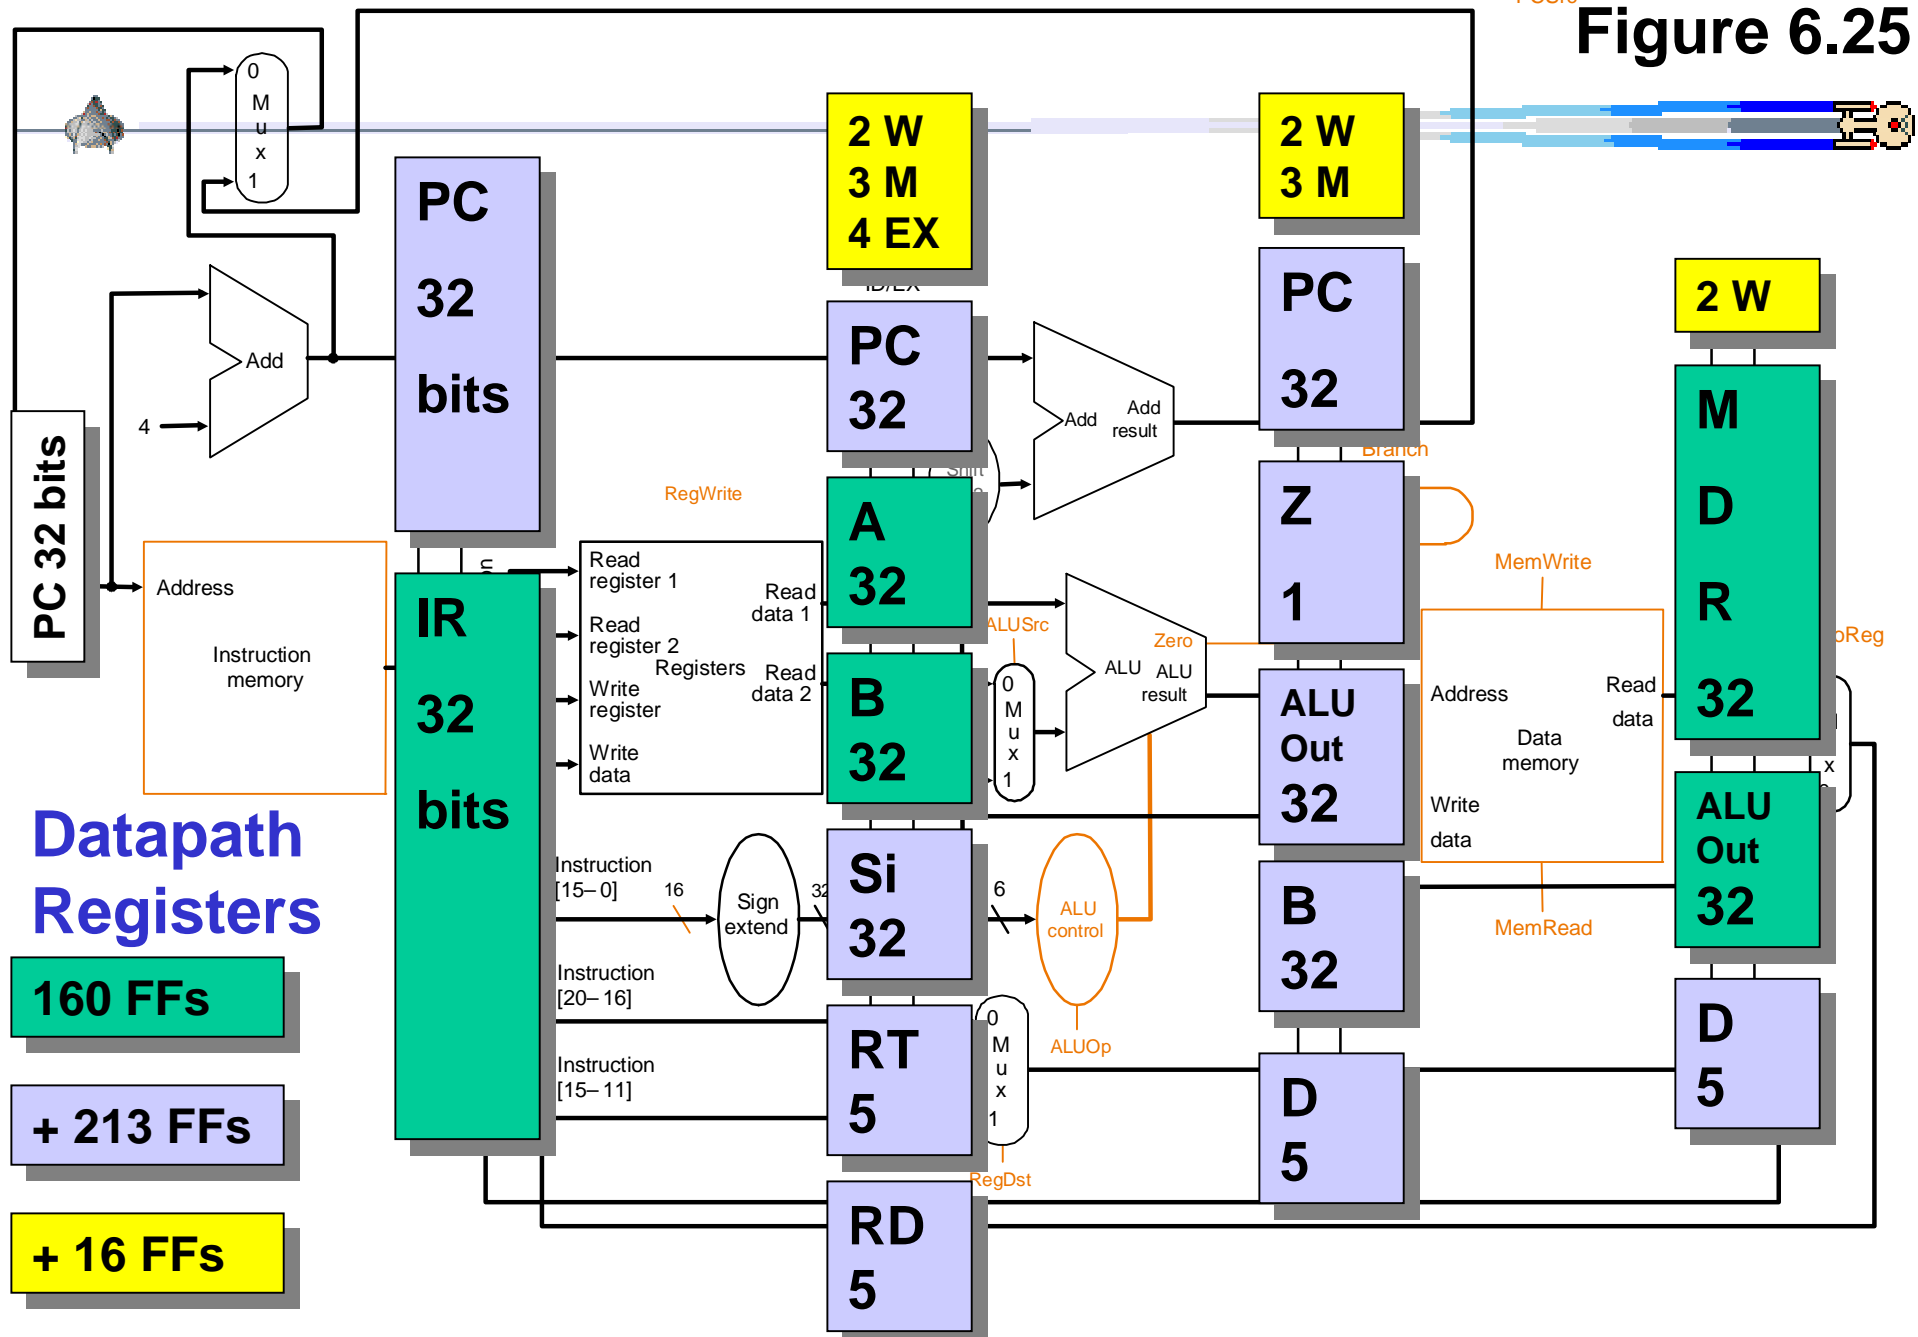 Figure 6.25
0
M
u
x
1
PC
32
bits
2 W
3 M
4 EX
2 W
3 M
2 W
ID/EX
PC
32
PC
32
Add
4
Add
Add
result
Branch
PC 32 bits
RegWrite
A
32
Z
1
M
D
R
32
MemWrite
Address
Instruction
memory
IR
32
bits
Read
register 1
Read
register 2
Write
register
Write
data
Registers
Read
data 1
Read
data 2
B
32
ALUSrc
0
M
u
x
1
Zero
ALU
ALU
result
ALU
Out
32
Address
Read
data
Data
memory
Write
data
x
ALU
Out
32
Datapath
Registers
Instruction
[15–0]
16
Sign
extend
32
Si
32
6
ALU
control
B
32
MemRead
160 FFs
Instruction
[20–16]
RT
5
0
M
u
x
1
ALUOp
D
5
D
5
+ 213 FFs
Instruction
[15–11]
RegDst
RD
5
+ 16 FFs